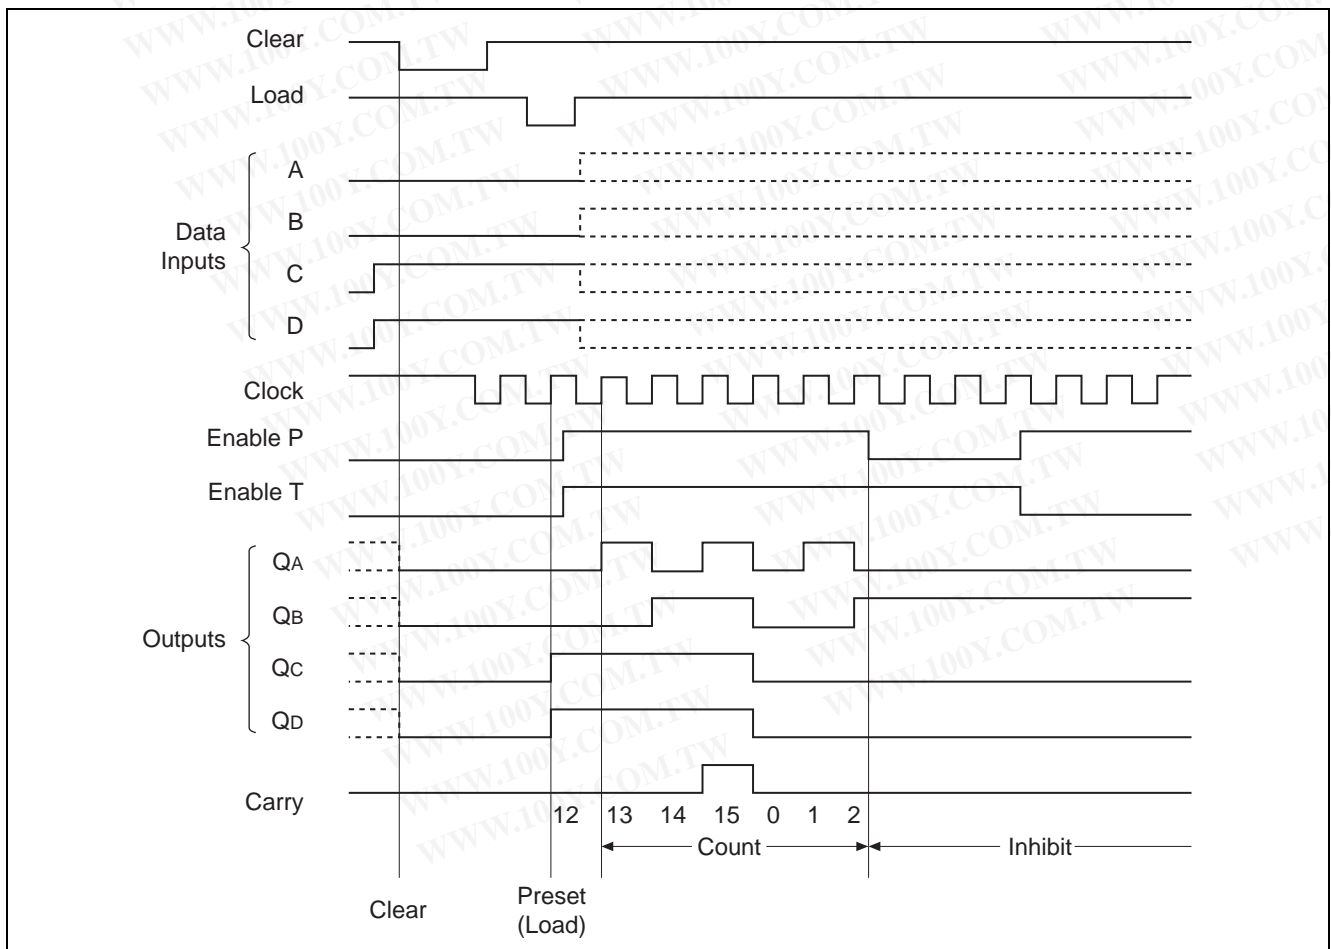 Clear
Load
Data
Inputs
A
B
C
D
Clock
Enable P
Enable T
Outputs
QA
QB
QC
QD
Carry
12 13 14 15 0 1 2
Count
Inhibit
Clear
Preset
(Load)
WWW.100Y.COM.TW